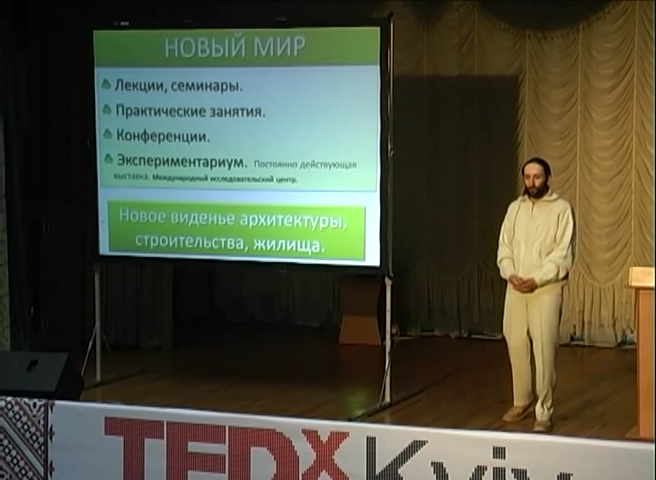 НОВЫЙ МИР
Лекции, семинары.
Практические занятия.
Конференции.
Экспериментариум. Постоянно действующая
выставка. Международный исследовательский центр.
Новое виденье архитектуры,
строительства, жилища.
TEDxKyiv